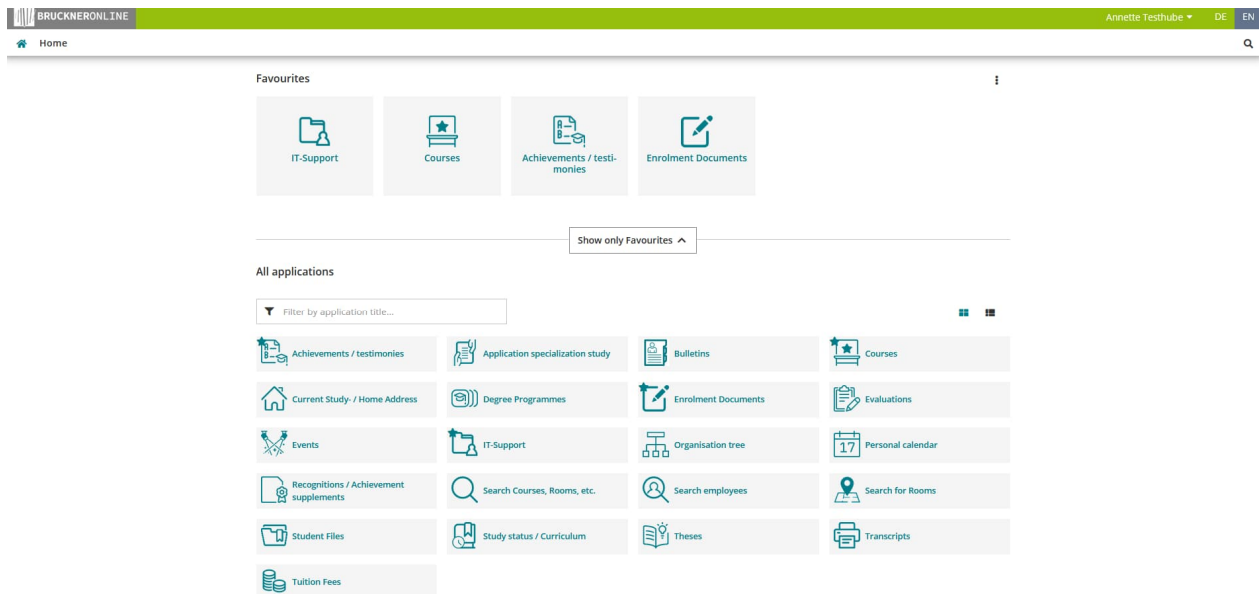 BRUCKNERONLINE
Annette Testhube DE EN
Home
Favourites
IT-Support
Courses
Achievements / testi-
monies
Enrolment Documents
Show only Favourites
All applications
Filter by application title...
Achievements / testimonies
Application specialization study
Bulletins
Courses
Current Study- / Home Address
Degree Programmes
Enrolment Documents
Evaluations
Events
IT-Support
Organisation tree
17
Personal calendar
Recognitions / Achievement
supplements
Search Courses, Rooms, etc.
Search employees
Search for Rooms
Student Files
Study status / Curriculum
Theses
Transcripts
Tuition Fees